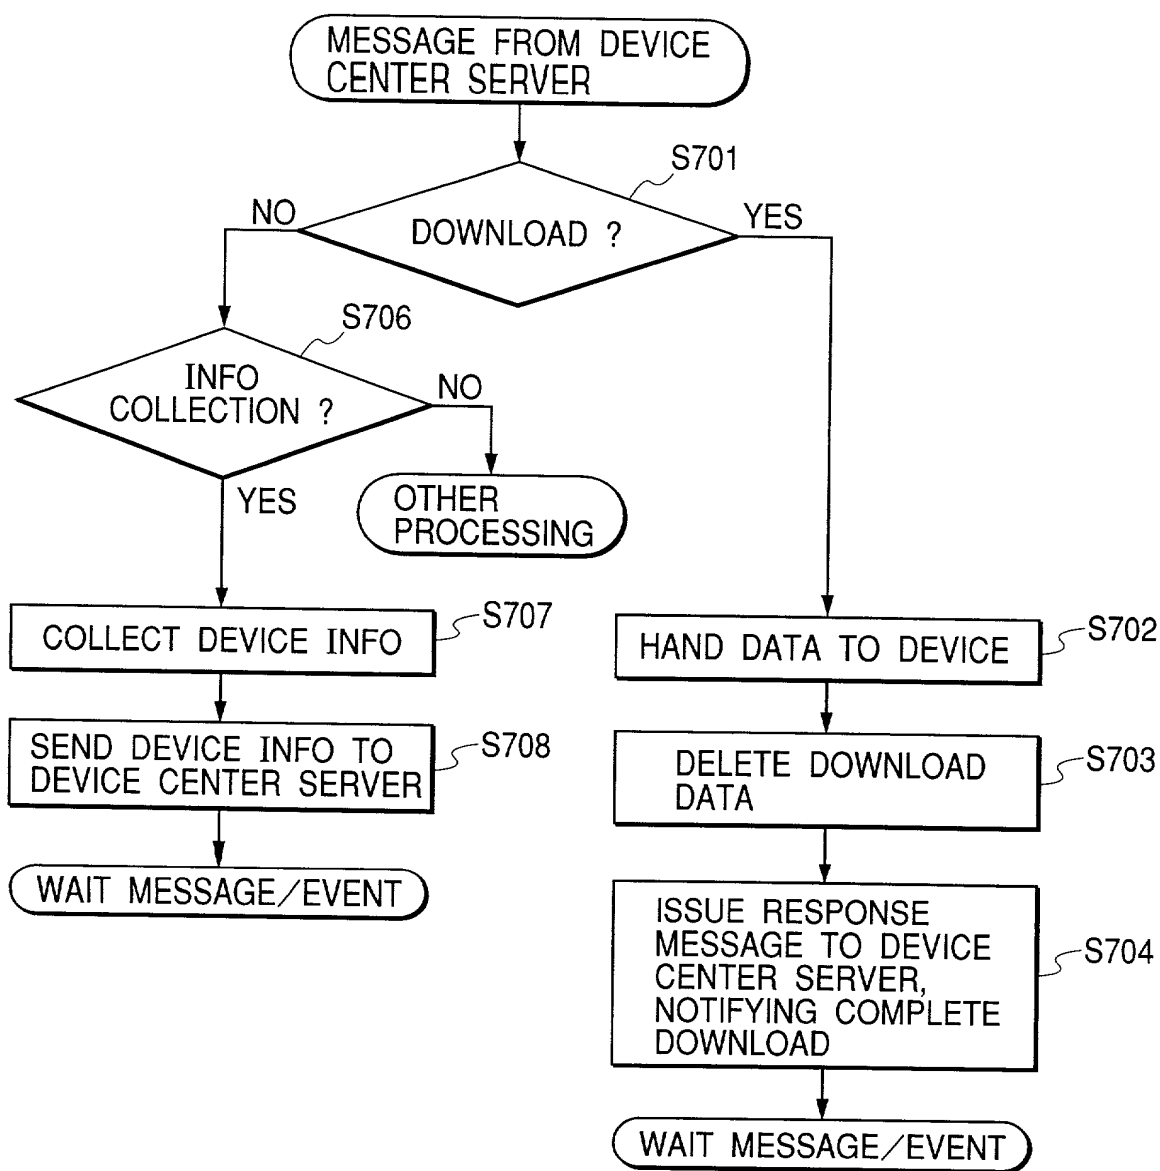 MESSAGE FROM DEVICE
CENTER SERVER
S701
NO
DOWNLOAD ?
YES
S706
INFO
COLLECTION ?
NO
YES
OTHER
PROCESSING
COLLECT DEVICE INFO
S707
HAND DATA TO DEVICE
S702
SEND DEVICE INFO TO
DEVICE CENTER SERVER
S708
DELETE DOWNLOAD
DATA
S703
WAIT MESSAGE/EVENT
ISSUE RESPONSE
MESSAGE TO DEVICE
CENTER SERVER,
NOTIFYING COMPLETE
DOWNLOAD
S704
WAIT MESSAGE/EVENT